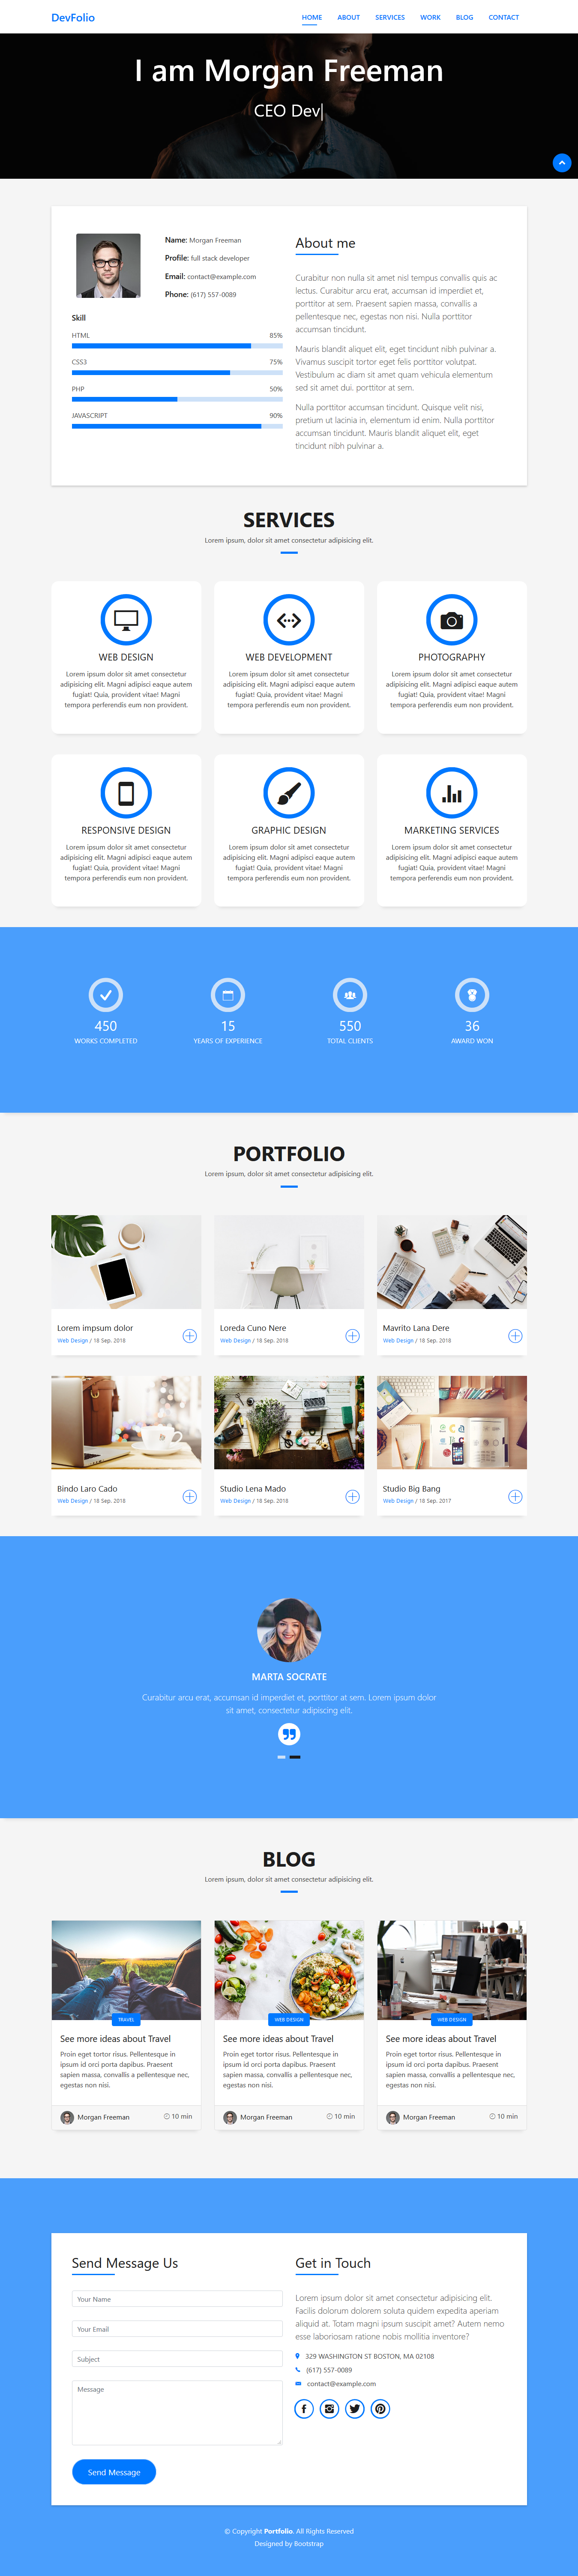 DevFolio
HOME ABOUT SERVICES WORK BLOG CONTACT
I am Morgan Freeman
CEO Dev|
Name: Morgan Freeman
Profile: full stack developer
Email: contact@example.com
Phone: (617) 557-0089
Skill
HTML 85%
CSS3 75%
PHP 50%
JAVASCRIPT 90%
About me
Curabitur non nulla sit amet nisl tempus convallis quis ac
lectus. Curabitur arcu erat, accumsan id imperdiet et,
porttitor at sem. Praesent sapien massa, convallis a
pellentesque nec, egestas non nisi. Nulla porttitor
accumsan tincidunt.
Mauris blandit aliquet elit, eget tincidunt nibh pulvinar a.
Vivamus suscipit tortor eget felis porttitor volutpat.
Vestibulum ac diam sit amet quam vehicula elementum
sed sit amet dui. porttitor at sem.
Nulla porttitor accumsan tincidunt. Quisque velit nisi,
pretium ut lacinia in, elementum id enim. Nulla porttitor
accumsan tincidunt. Mauris blandit aliquet elit, eget
tincidunt nibh pulvinar a.
SERVICES
Lorem ipsum, dolor sit amet consectetur adipisicing elit.
WEB DESIGN
Lorem ipsum dolor sit amet consectetur
adipisicing elit. Magni adipisci eaque autem
fugiat! Quia, provident vitae! Magni
tempora perferendis eum non provident.
WEB DEVELOPMENT
Lorem ipsum dolor sit amet consectetur
adipisicing elit. Magni adipisci eaque autem
fugiat! Quia, provident vitae! Magni
tempora perferendis eum non provident.
PHOTOGRAPHY
Lorem ipsum dolor sit amet consectetur
adipisicing elit. Magni adipisci eaque autem
fugiat! Quia, provident vitae! Magni
tempora perferendis eum non provident.
RESPONSIVE DESIGN
Lorem ipsum dolor sit amet consectetur
adipisicing elit. Magni adipisci eaque autem
fugiat! Quia, provident vitae! Magni
tempora perferendis eum non provident.
GRAPHIC DESIGN
Lorem ipsum dolor sit amet consectetur
adipisicing elit. Magni adipisci eaque autem
fugiat! Quia, provident vitae! Magni
tempora perferendis eum non provident.
MARKETING SERVICES
Lorem ipsum dolor sit amet consectetur
adipisicing elit. Magni adipisci eaque autem
fugiat! Quia, provident vitae! Magni
tempora perferendis eum non provident.
450
WORKS COMPLETED
15
YEARS OF EXPERIENCE
550
TOTAL CLIENTS
36
AWARD WON
PORTFOLIO
Lorem ipsum, dolor sit amet consectetur adipisicing elit.
Lorem impsum dolor
Web Design / 18 Sep. 2018
Loreda Cuno Nere
Web Design / 18 Sep. 2018
Mavrito Lana Dere
Web Design / 18 Sep. 2018
Bindo Laro Cado
Web Design / 18 Sep. 2018
Studio Lena Mado
Web Design / 18 Sep. 2018
Studio Big Bang
Web Design / 18 Sep. 2017
MARTA SOCRATE
Curabitur arcu erat, accumsan id imperdiet et, porttitor at sem. Lorem ipsum dolor
sit amet, consectetur adipiscing elit.
BLOG
Lorem ipsum, dolor sit amet consectetur adipisicing elit.
TRAVEL
See more ideas about Travel
Proin eget tortor risus. Pellentesque in
ipsum id orci porta dapibus. Praesent
sapien massa, convallis a pellentesque nec,
egestas non nisi.
Morgan Freeman 10 min
WEB DESIGN
See more ideas about Travel
Proin eget tortor risus. Pellentesque in
ipsum id orci porta dapibus. Praesent
sapien massa, convallis a pellentesque nec,
egestas non nisi.
Morgan Freeman 10 min
WEB DESIGN
See more ideas about Travel
Proin eget tortor risus. Pellentesque in
ipsum id orci porta dapibus. Praesent
sapien massa, convallis a pellentesque nec,
egestas non nisi.
Morgan Freeman 10 min
Send Message Us
Your Name
Your Email
Subject
Message
Send Message
Get in Touch
Lorem ipsum dolor sit amet consectetur adipisicing elit.
Facilis dolorum dolorem soluta quidem expedita aperiam
aliquid at. Totam magni ipsum suscipit amet? Autem nemo
esse laboriosam ratione nobis mollitia inventore?
329 WASHINGTON ST BOSTON, MA 02108
(617) 557-0089
contact@example.com
© Copyright Portfolio. All Rights Reserved
Designed by Bootstrap